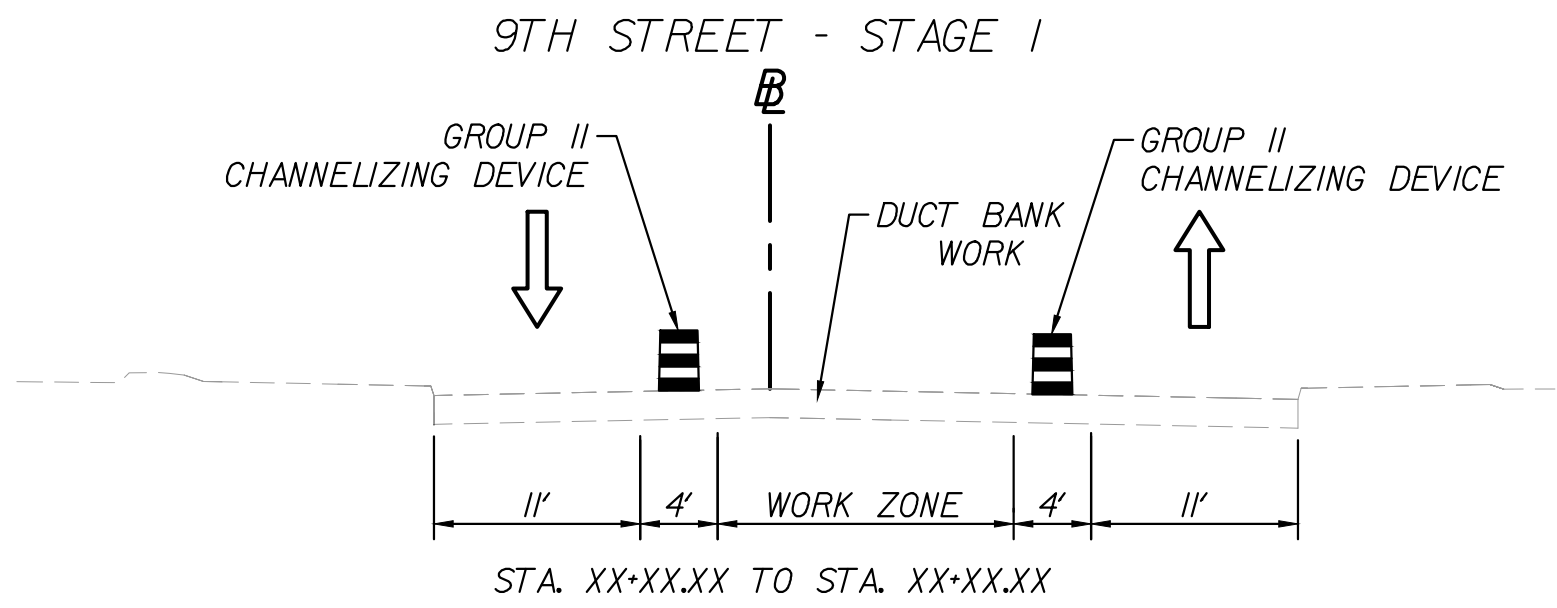 9TH STREET - STAGE I
BL
GROUP II
CHANNELIZING DEVICE
GROUP II
CHANNELIZING DEVICE
DUCT BANK
WORK
11' 4' WORK ZONE 4' 11'
STA. XX+XX.XX TO STA. XX+XX.XX